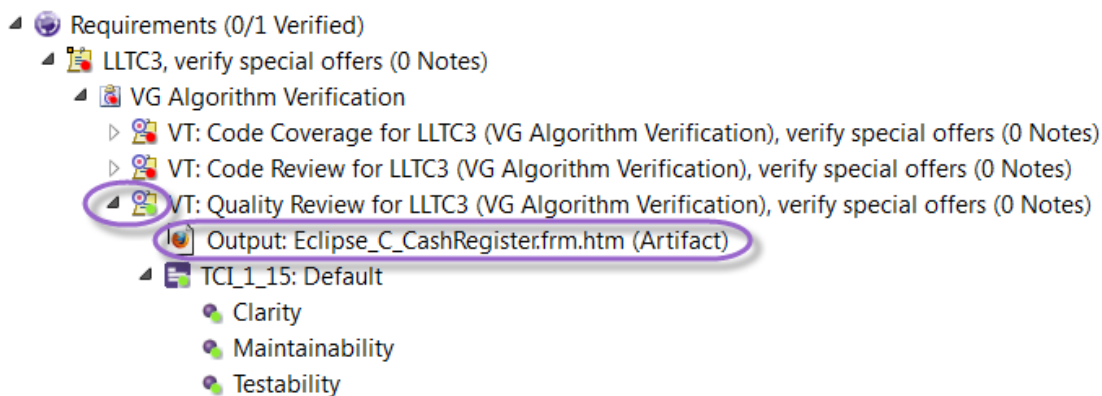 Requirements (0/1 Verified)
LLTC3, verify special offers (0 Notes)
VG Algorithm Verification
VT: Code Coverage for LLTC3 (VG Algorithm Verification), verify special offers (0 Notes)
VT: Code Review for LLTC3 (VG Algorithm Verification), verify special offers (0 Notes)
VT: Quality Review for LLTC3 (VG Algorithm Verification), verify special offers (0 Notes)
Output: Eclipse_C_CashRegister.frm.htm (Artifact)
TCI_1_15: Default
Clarity
Maintainability
Testability